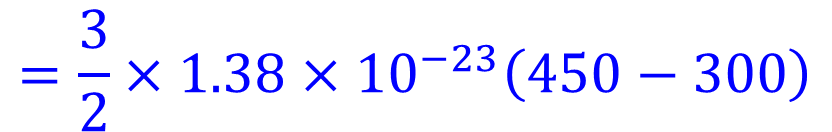 = 3/2 × 1.38 × 10⁻²³(450 − 300)